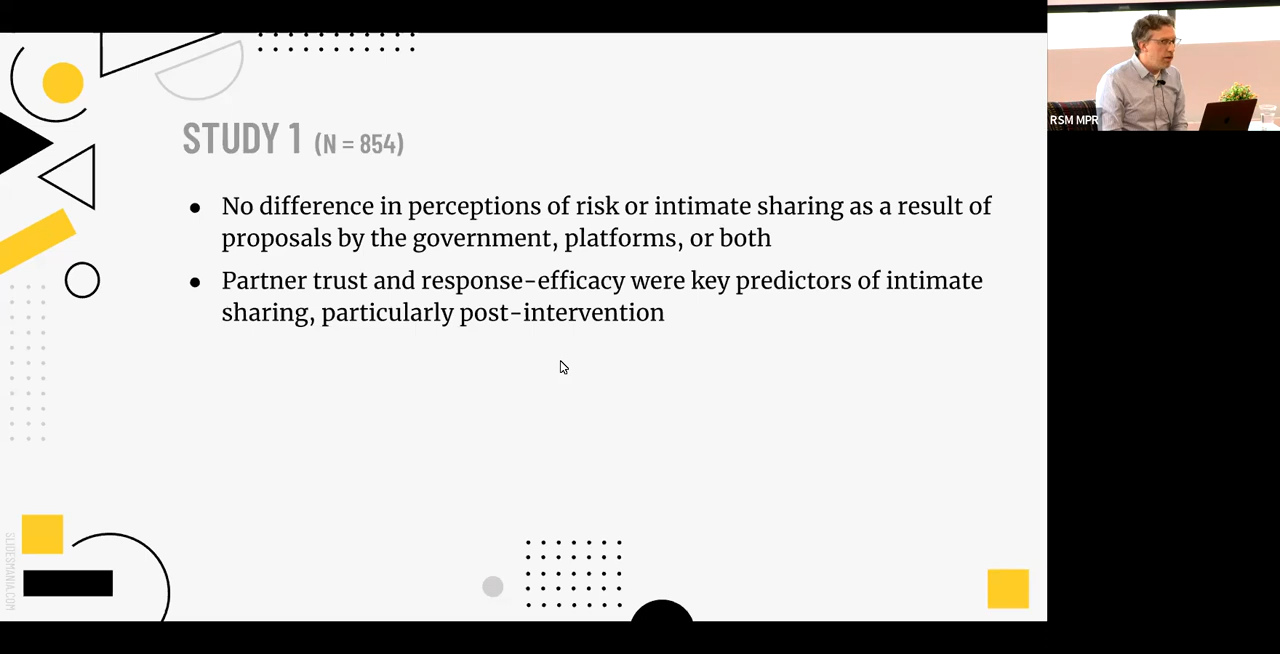 STUDY 1 (N = 854)
● No difference in perceptions of risk or intimate sharing as a result of
proposals by the government, platforms, or both
● Partner trust and response-efficacy were key predictors of intimate
sharing, particularly post-intervention
RSM MPR
SLIDESMANIA.COM